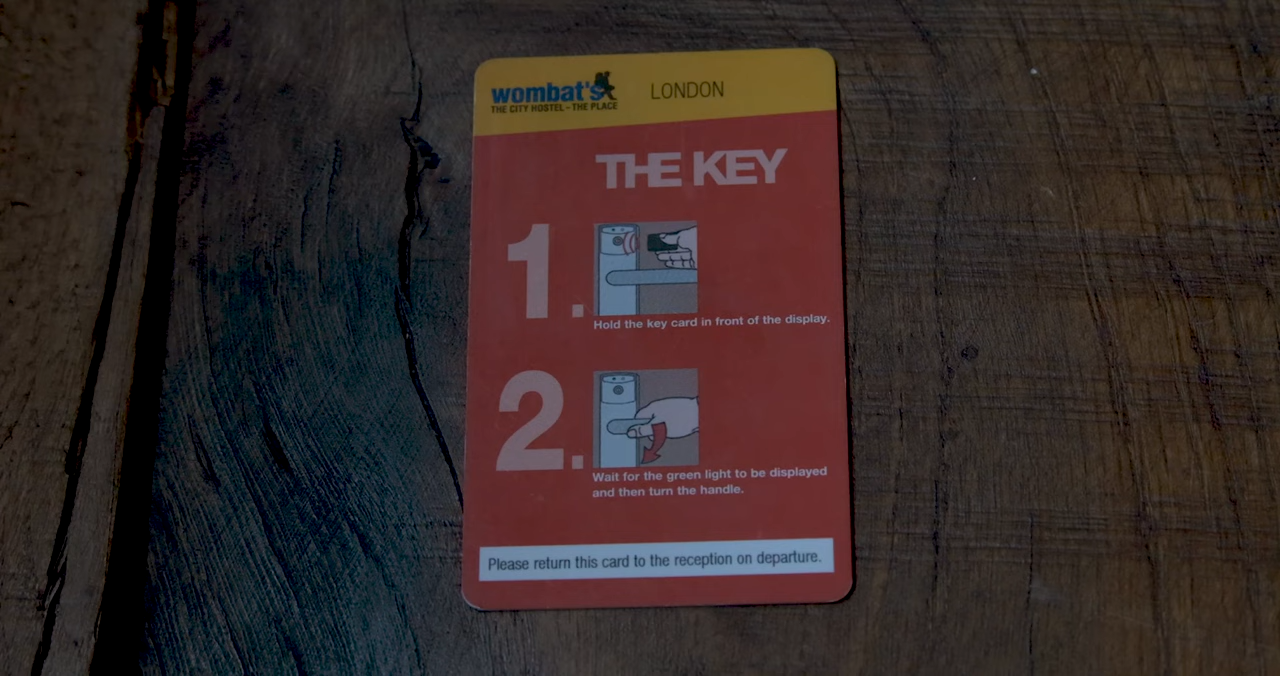 wombat's
THE CITY HOSTEL - THE PLACE
LONDON
THE KEY
1.
Hold the key card in front of the display.
2.
Wait for the green light to be displayed
and then turn the handle.
Please return this card to the reception on departure.